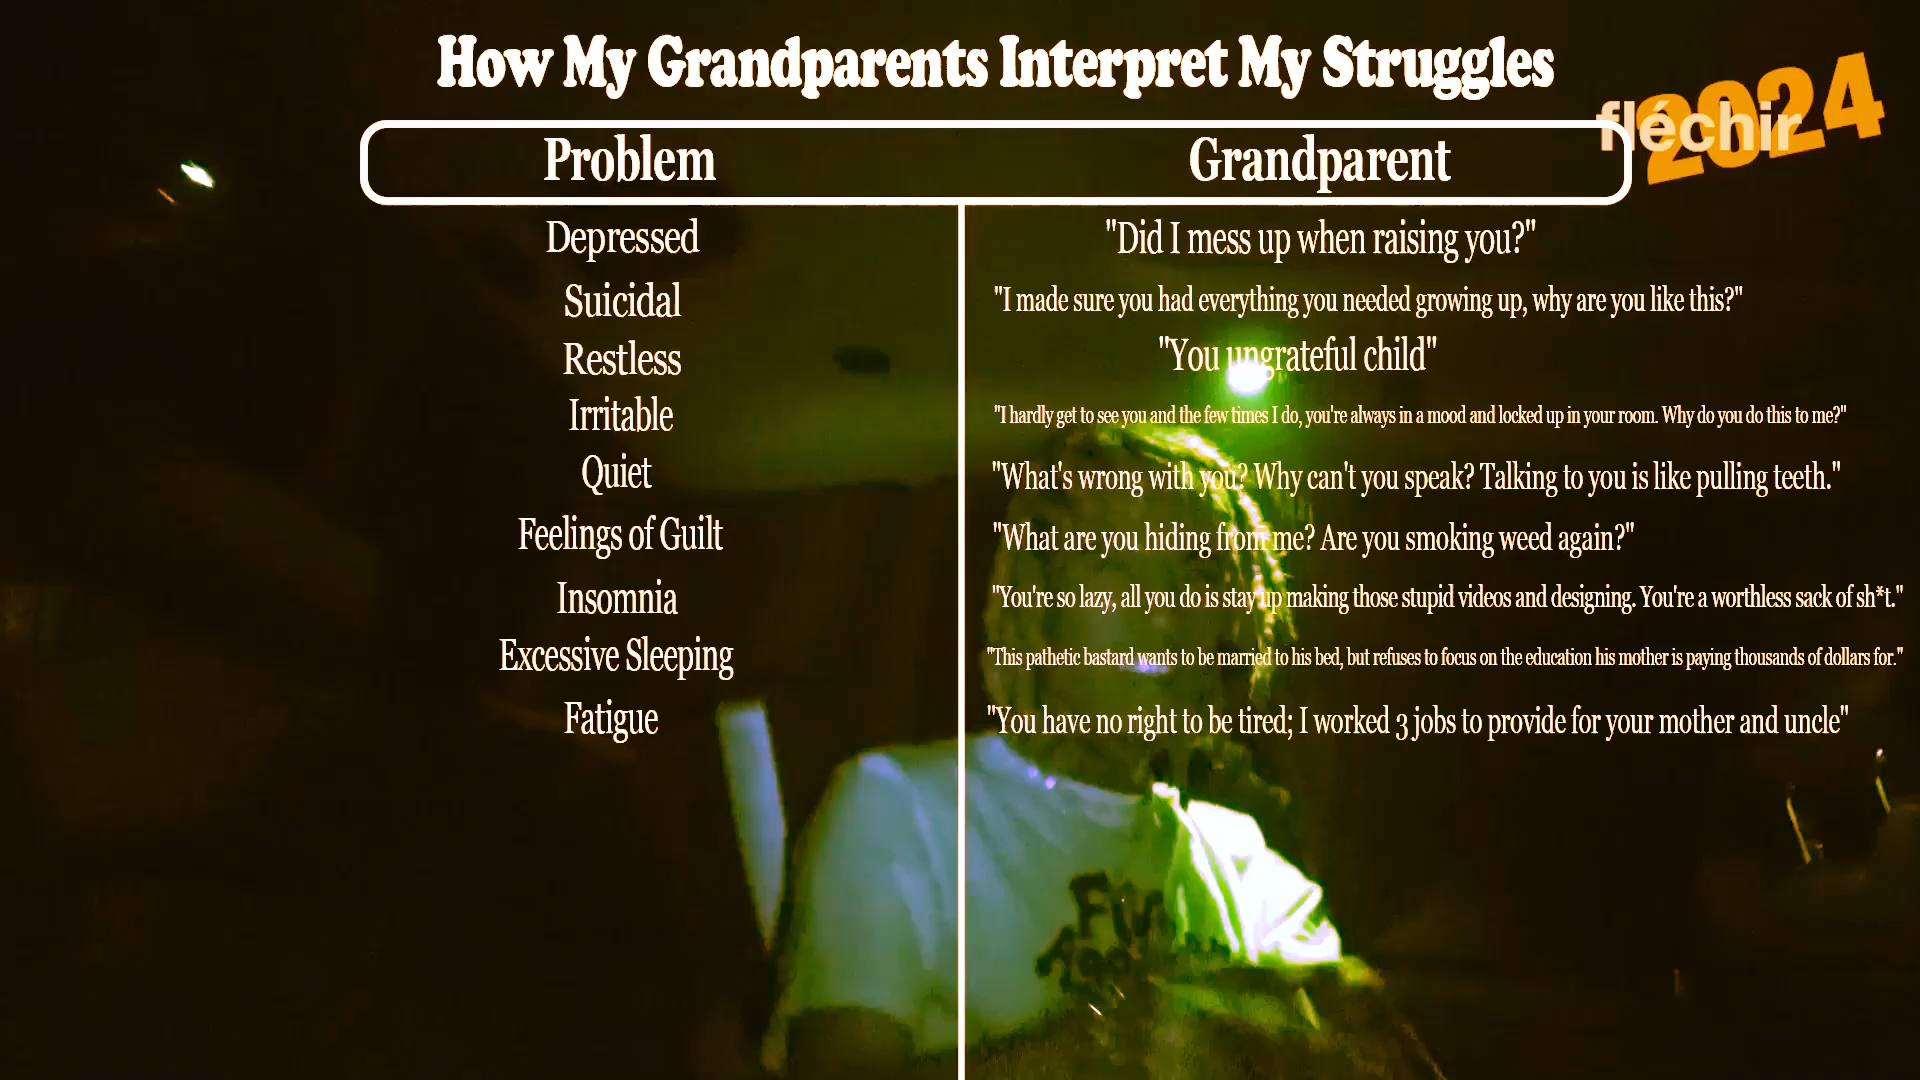 How My Grandparents Interpret My Struggles
fléchir 2024
Problem Grandparent
Depressed "Did I mess up when raising you?"
Suicidal "I made sure you had everything you needed growing up, why are you like this?"
Restless "You ungrateful child"
Irritable "I hardly get to see you and the few times I do, you're always in a mood and locked up in your room. Why do you do this to me?"
Quiet "What's wrong with you? Why can't you speak? Talking to you is like pulling teeth."
Feelings of Guilt "What are you hiding from me? Are you smoking weed again?"
Insomnia "You're so lazy, all you do is stay up making those stupid videos and designing. You're a worthless sack of sh*t."
Excessive Sleeping "This pathetic bastard wants to be married to his bed, but refuses to focus on the education his mother is paying thousands of dollars for."
Fatigue "You have no right to be tired; I worked 3 jobs to provide for your mother and uncle"